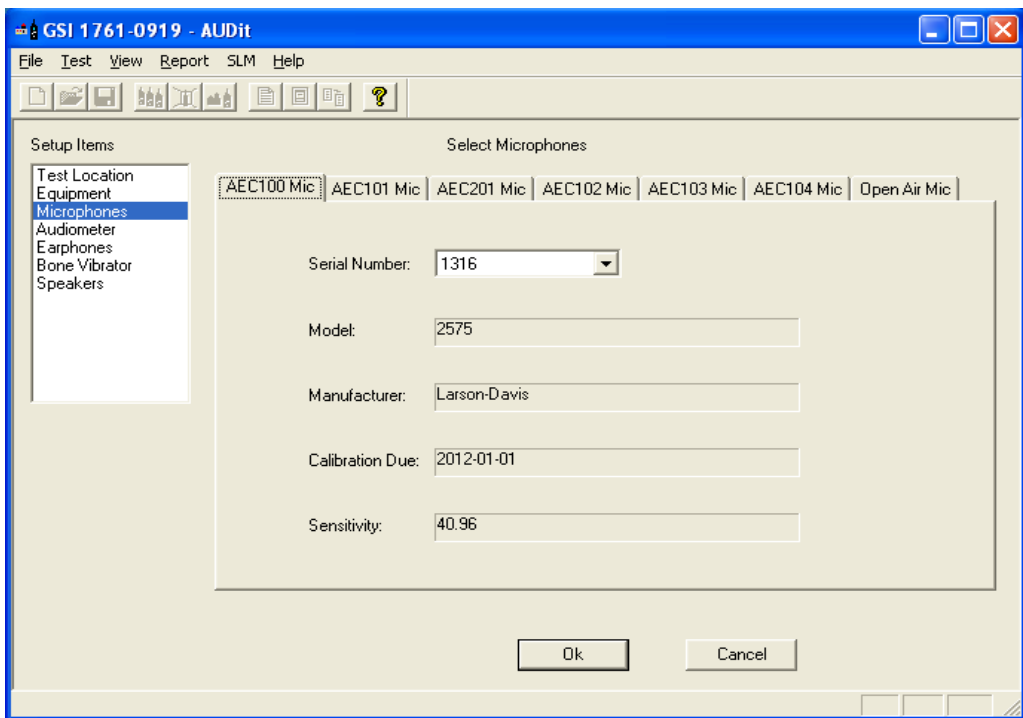 GSI 1761-0919 - AUDit
File Test View Report SLM Help
?
Setup Items
Select Microphones
Test Location
Equipment
Microphones
Audiometer
Earphones
Bone Vibrator
Speakers
AEC100 Mic AEC101 Mic AEC201 Mic AEC102 Mic AEC103 Mic AEC104 Mic Open Air Mic
Serial Number: 1316
Model: 2575
Manufacturer: Larson-Davis
Calibration Due: 2012-01-01
Sensitivity: 40.96
Ok Cancel